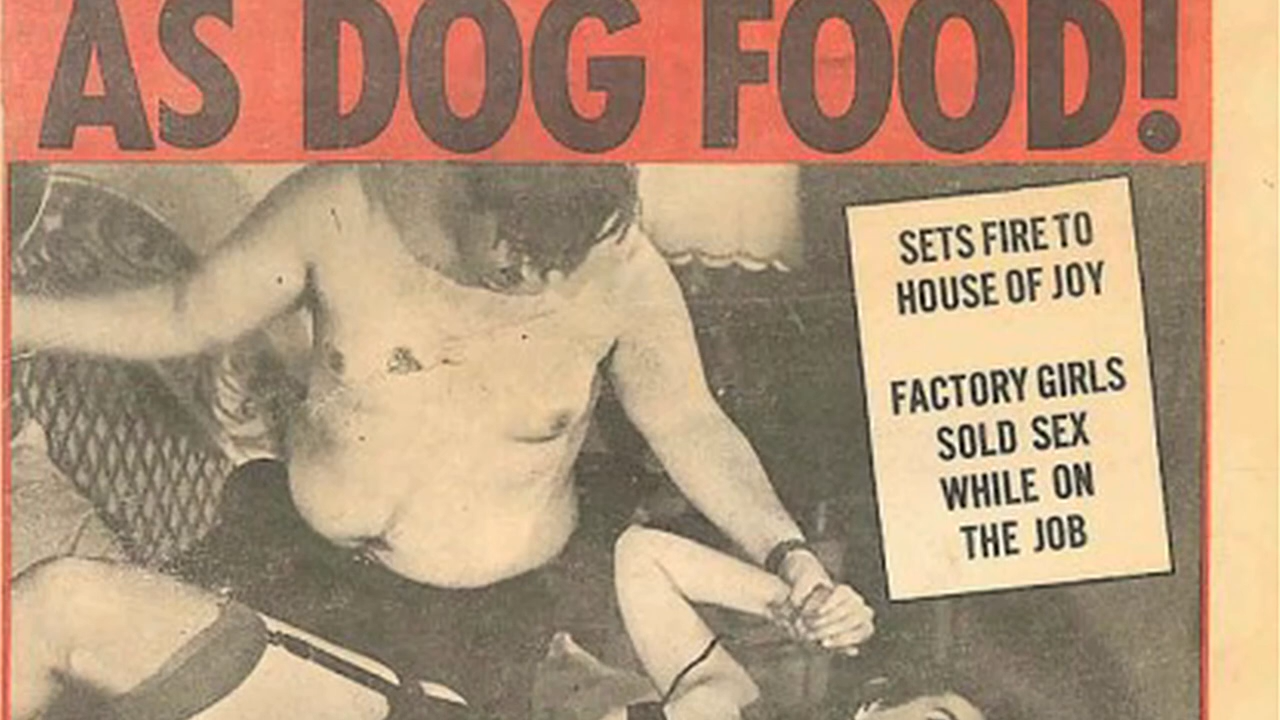 AS DOG FOOD!
SETS FIRE TO
HOUSE OF JOY
FACTORY GIRLS
SOLD SEX
WHILE ON
THE JOB